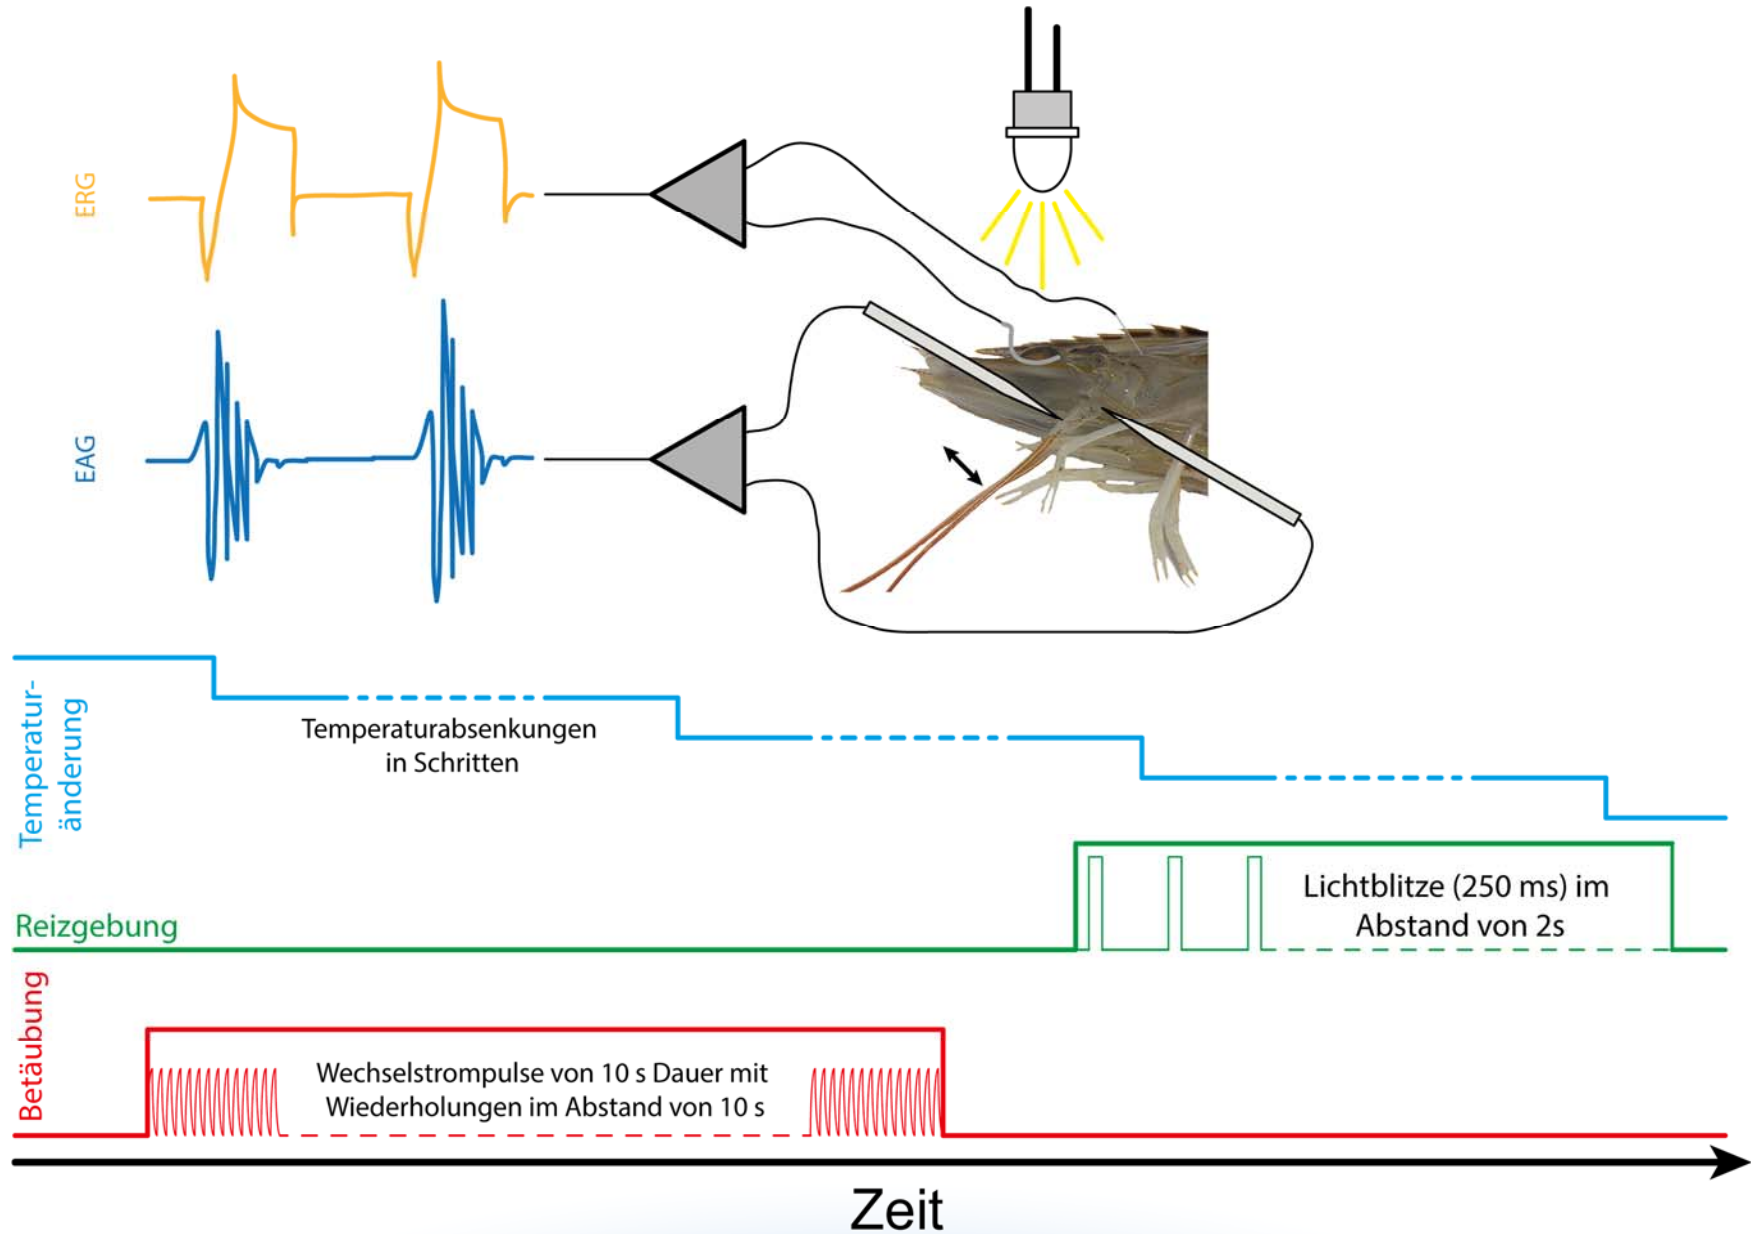 ERG
EAG
Temperatur-
änderung
Temperaturabsenkungen
in Schritten
Reizgebung
Lichtblitze (250 ms) im
Abstand von 2s
Betäubung
Wechselstrompulse von 10 s Dauer mit
Wiederholungen im Abstand von 10 s
Zeit